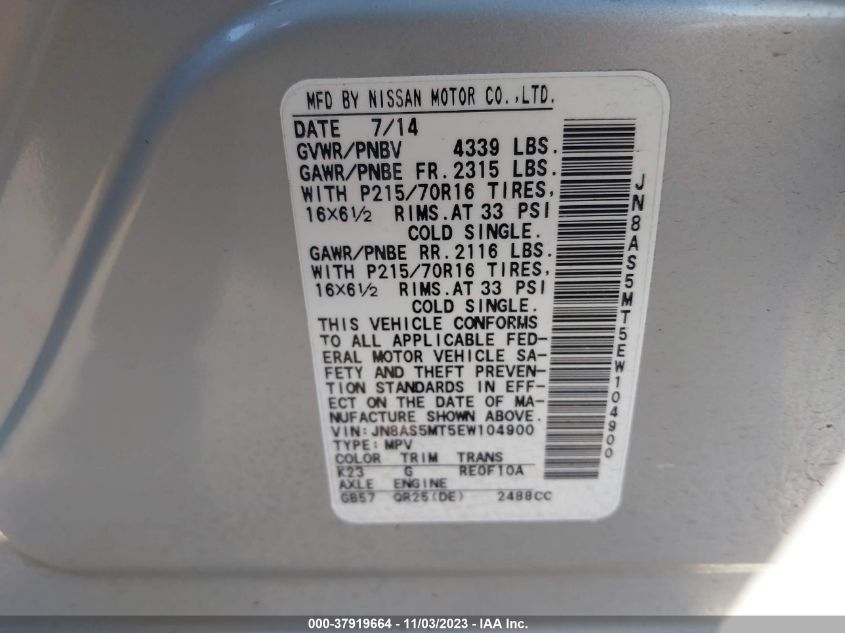 MFD BY NISSAN MOTOR CO.,LTD.
DATE 7/14
GVWR/PNBV 4339 LBS.
GAWR/PNBE FR. 2315 LBS.
WITH P215/70R16 TIRES,
16×6½ RIMS. AT 33 PSI
COLD SINGLE.
GAWR/PNBE RR. 2116 LBS.
WITH P215/70R16 TIRES,
16×6½ RIMS. AT 33 PSI
COLD SINGLE.
THIS VEHICLE CONFORMS
TO ALL APPLICABLE FED-
ERAL MOTOR VEHICLE SA-
FETY AND THEFT PREVEN-
TION STANDARDS IN EFF-
ECT ON THE DATE OF MA-
NUFACTURE SHOWN ABOVE.
VIN: JN8AS5MT5EW104900
TYPE: MPV
COLOR TRIM TRANS
K23 G RE0F10A
AXLE ENGINE
GB57 QR25(DE) 2488CC
JN8AS5MT5EW104900
000-37919664 - 11/03/2023 - IAA Inc.